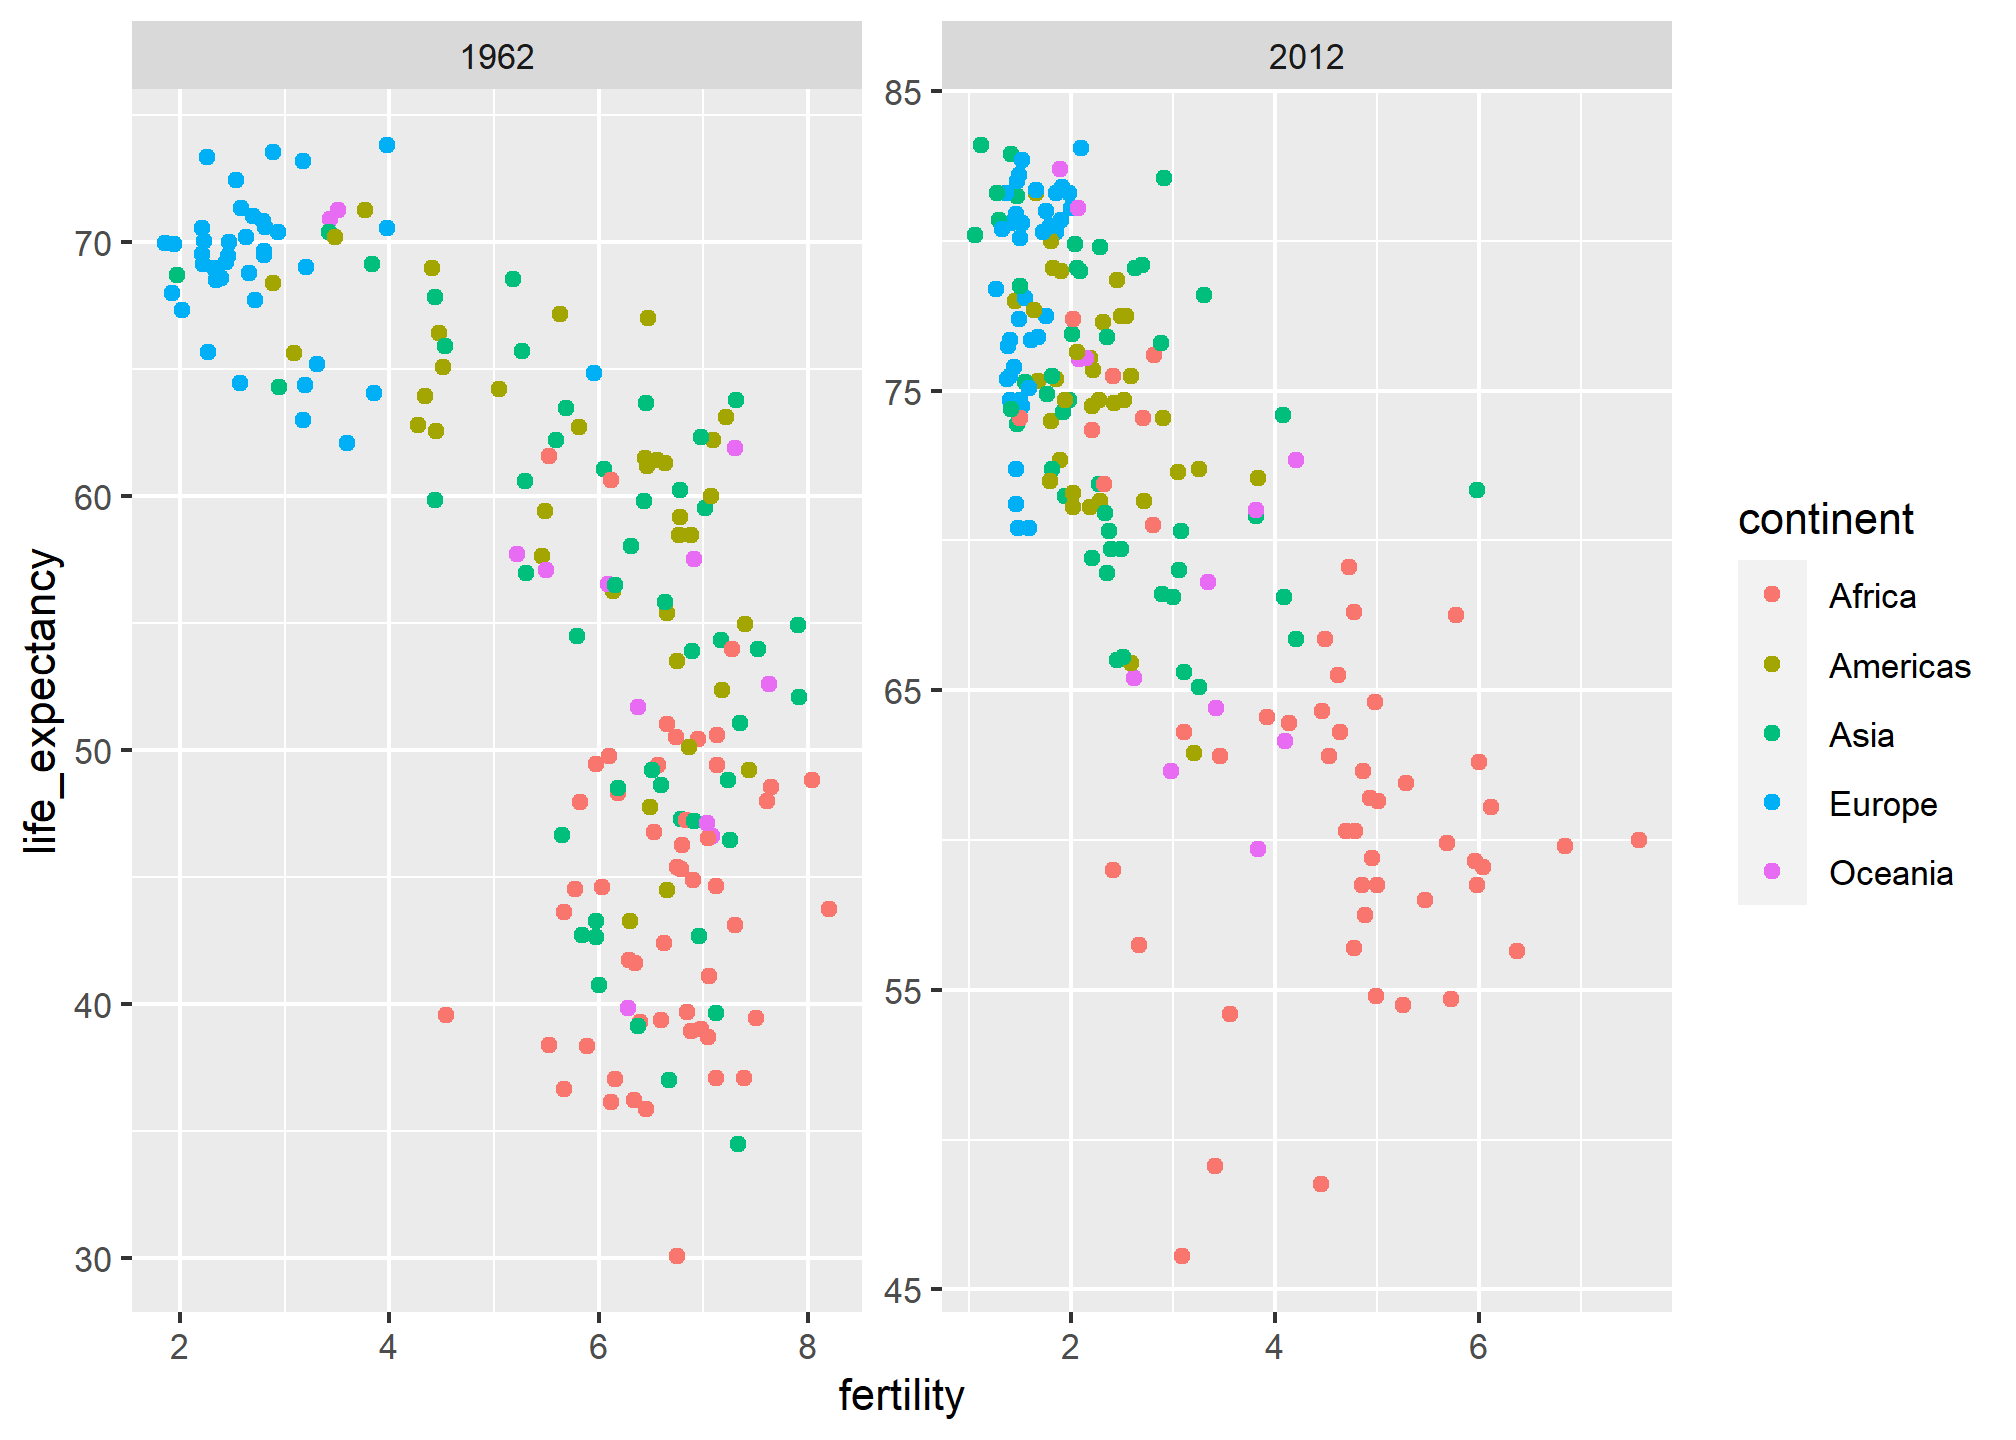 1962
2012
life_expectancy
70
60
50
40
30
85
75
65
55
45
2 4 6 8
2 4 6
fertility
continent
Africa
Americas
Asia
Europe
Oceania